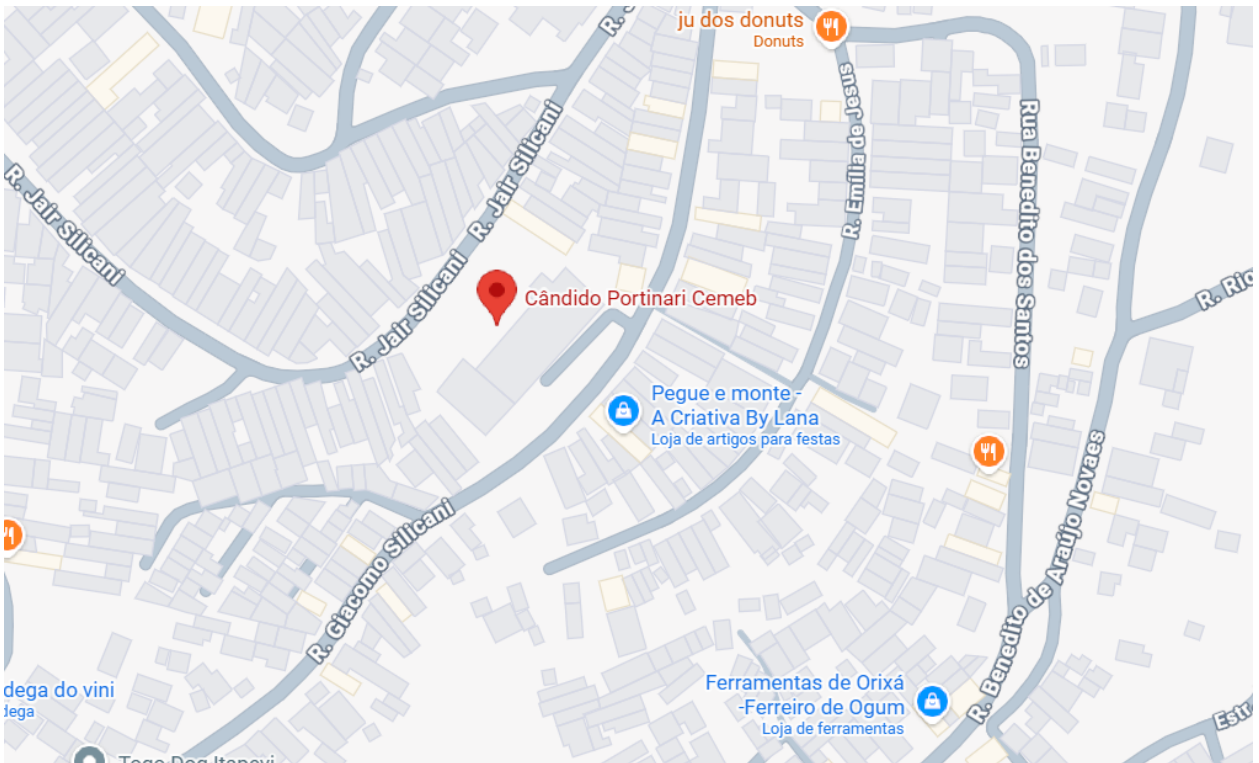 R. J
ju dos donuts
Donuts
R. Emília de Jesus
Rua Benedito dos Santos
R. Jair Silicani
R. Jair Silicani
R. Jair Silicani
R. Rio
Cândido Portinari Cemeb
Pegue e monte -
A Criativa By Lana
Loja de artigos para festas
R. Giacomo Silicani
R. Benedito de Araújo Novaes
dega do vini
dega
Ferramentas de Orixá
-Ferreiro de Ogum
Loja de ferramentas
Estr